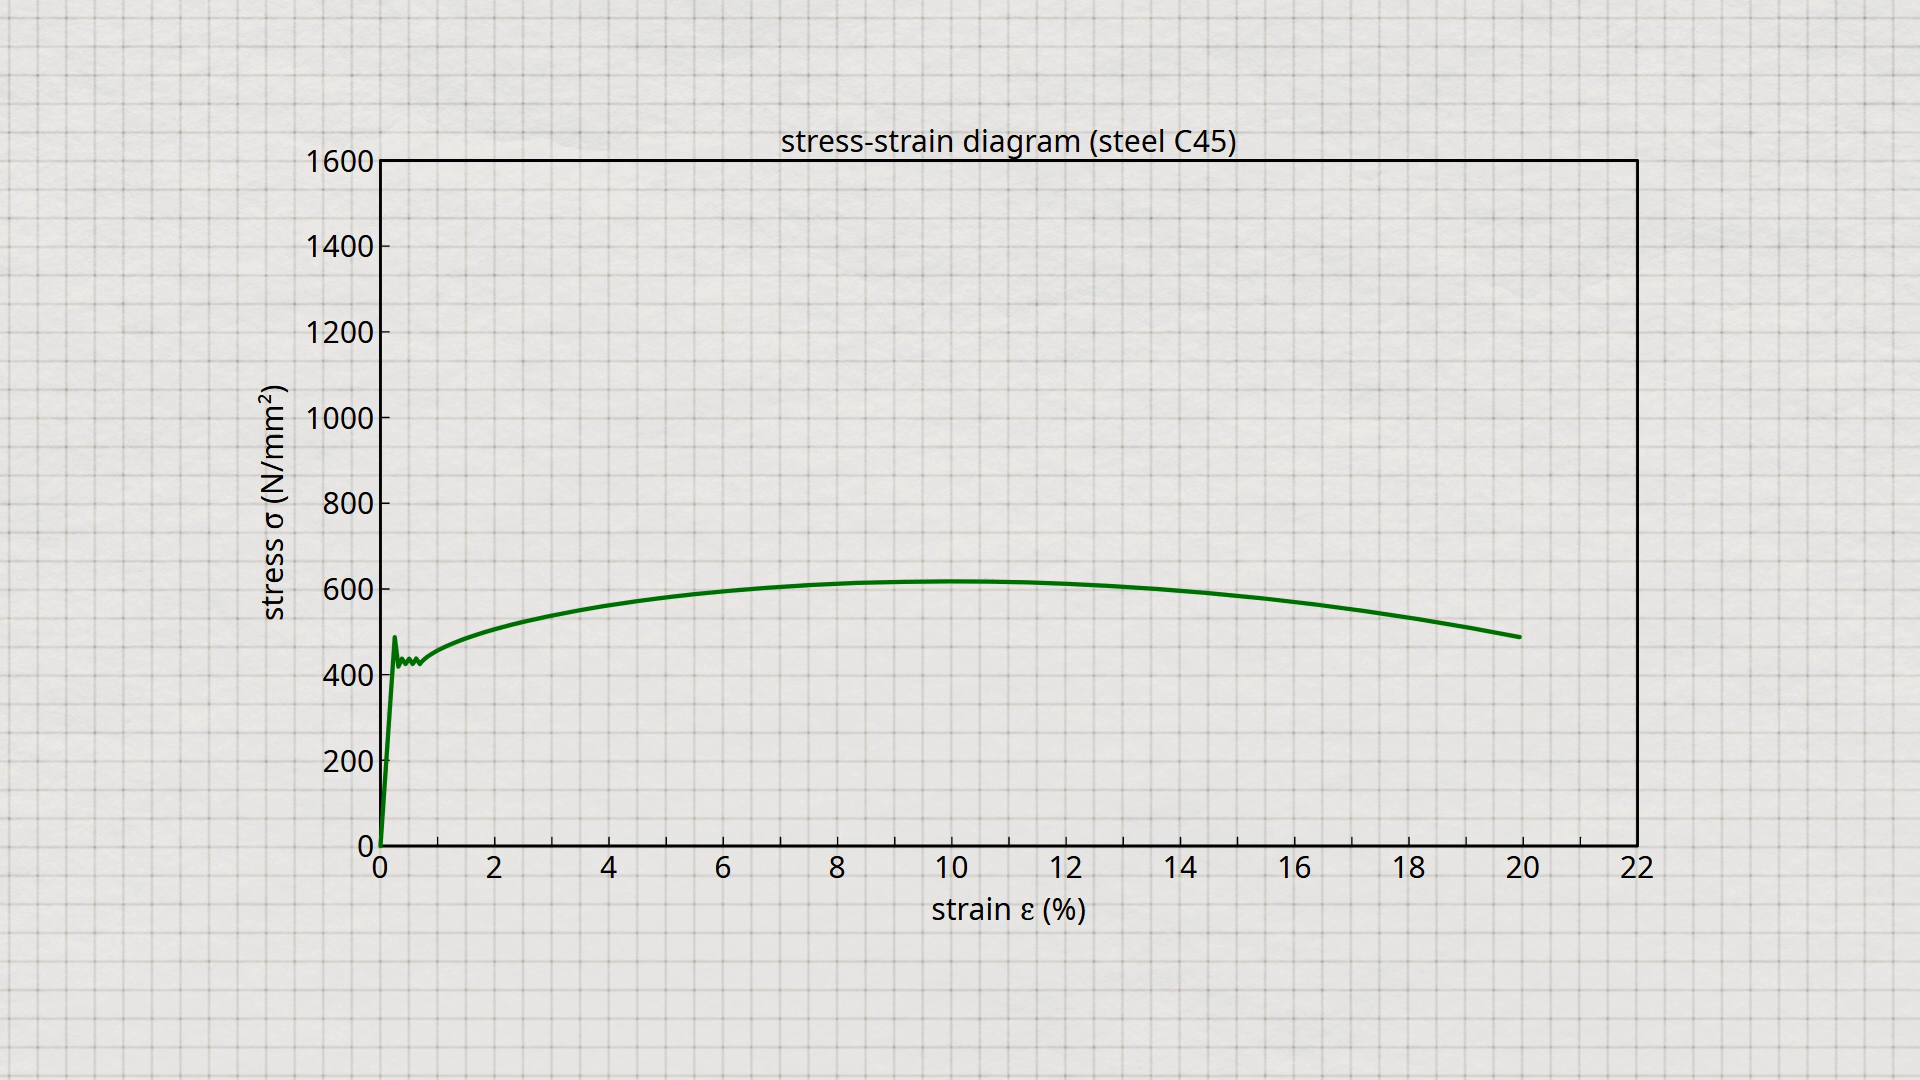 stress-strain diagram (steel C45)
1600
1400
1200
1000
800
600
400
200
0
stress σ (N/mm²)
0 2 4 6 8 10 12 14 16 18 20 22
strain ε (%)